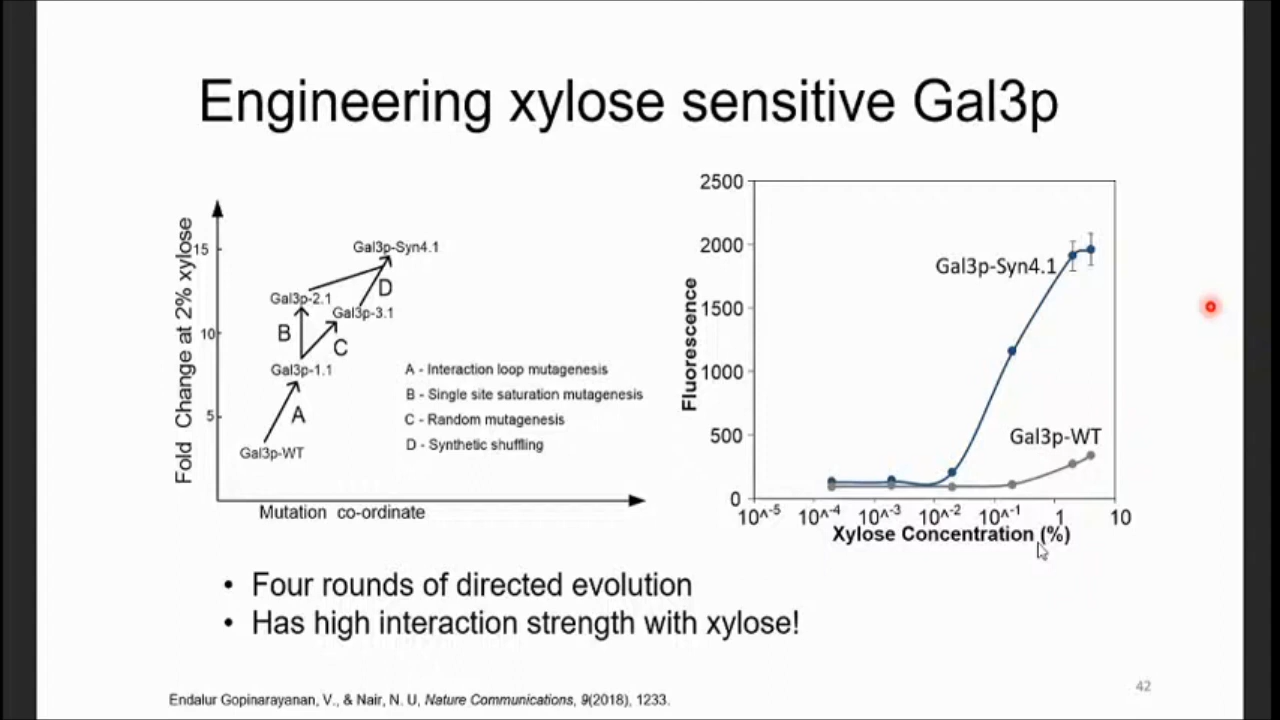 Engineering xylose sensitive Gal3p
Fold Change at 2% xylose
15
10
5
Gal3p-Syn4.1
Gal3p-2.1
D
Gal3p-3.1
B
C
Gal3p-1.1
A
Gal3p-WT
A - Interaction loop mutagenesis
B - Single site saturation mutagenesis
C - Random mutagenesis
D - Synthetic shuffling
Mutation co-ordinate
Fluorescence
2500
2000
1500
1000
500
0
Gal3p-Syn4.1
Gal3p-WT
10^-5 10^-4 10^-3 10^-2 10^-1 1 10
Xylose Concentration (%)
• Four rounds of directed evolution
• Has high interaction strength with xylose!
Endalur Gopinarayanan, V., & Nair, N. U, Nature Communications, 9(2018), 1233.
42